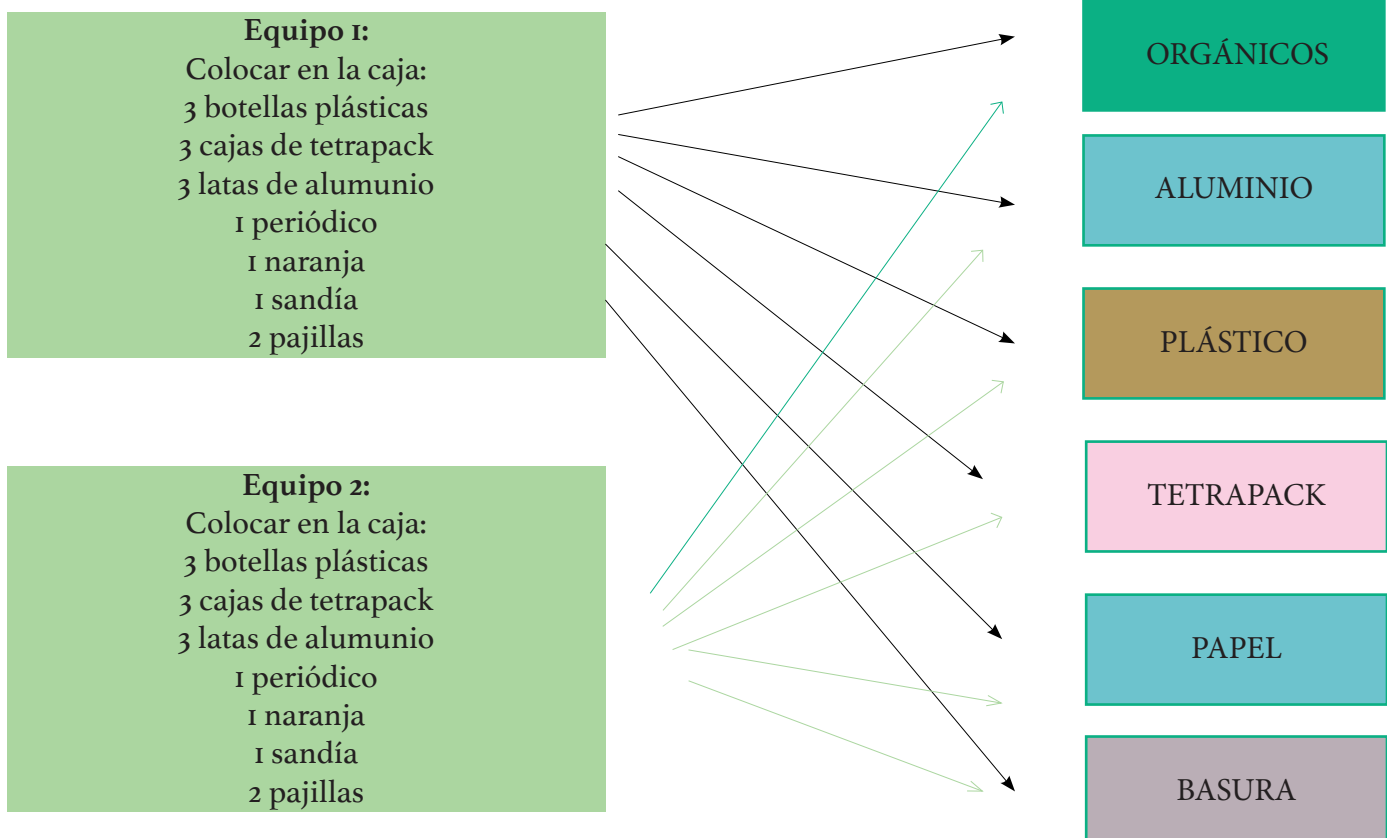 Equipo 1:
Colocar en la caja:
3 botellas plásticas
3 cajas de tetrapack
3 latas de alumunio
1 periódico
1 naranja
1 sandía
2 pajillas
Equipo 2:
Colocar en la caja:
3 botellas plásticas
3 cajas de tetrapack
3 latas de alumunio
1 periódico
1 naranja
1 sandía
2 pajillas
ORGÁNICOS
ALUMINIO
PLÁSTICO
TETRAPACK
PAPEL
BASURA